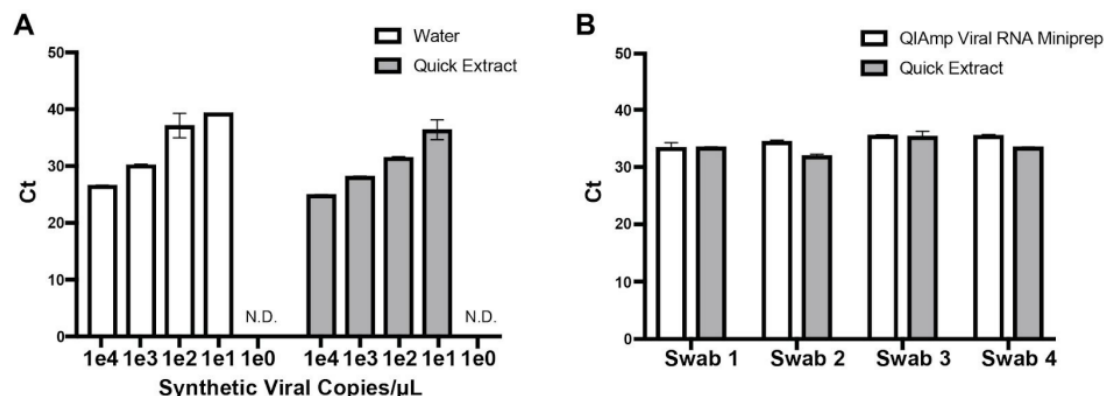 A
Water
Quick Extract
50
40
30
20
10
0
Ct
N.D.
N.D.
1e4 1e3 1e2 1e1 1e0 1e4 1e3 1e2 1e1 1e0
Synthetic Viral Copies/µL
B
QIAmp Viral RNA Miniprep
Quick Extract
50
40
30
20
10
0
Ct
Swab 1 Swab 2 Swab 3 Swab 4